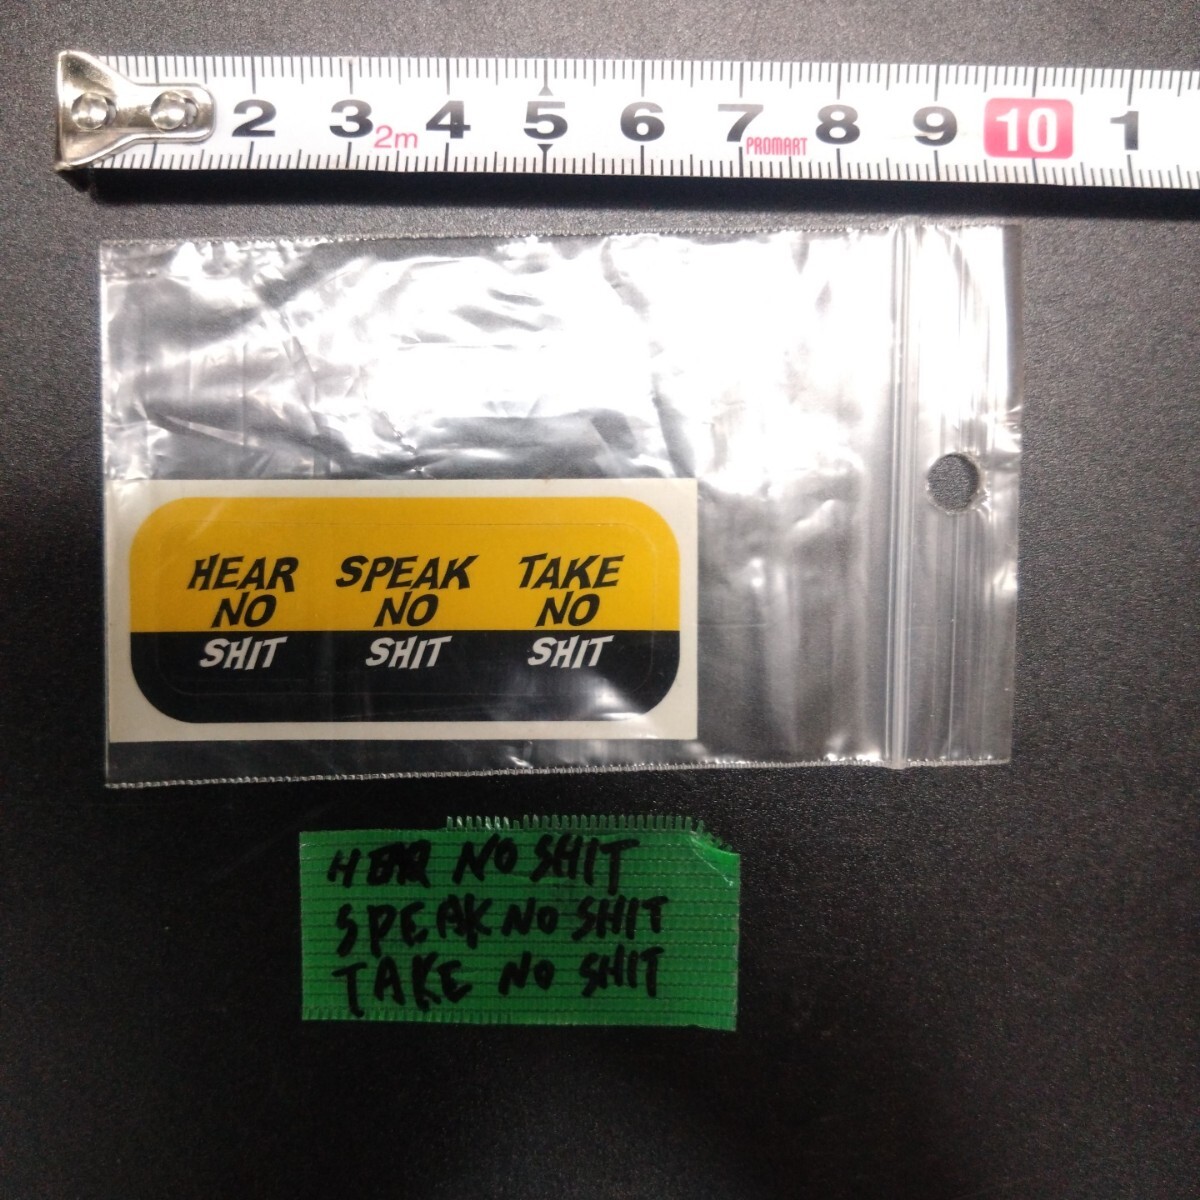 2 3 4 5 6 7 8 9 10 1
2m PROMART
HEAR SPEAK TAKE
NO NO NO
SHIT SHIT SHIT
HEAR NO SHIT
SPEAK NO SHIT
TAKE NO SHIT